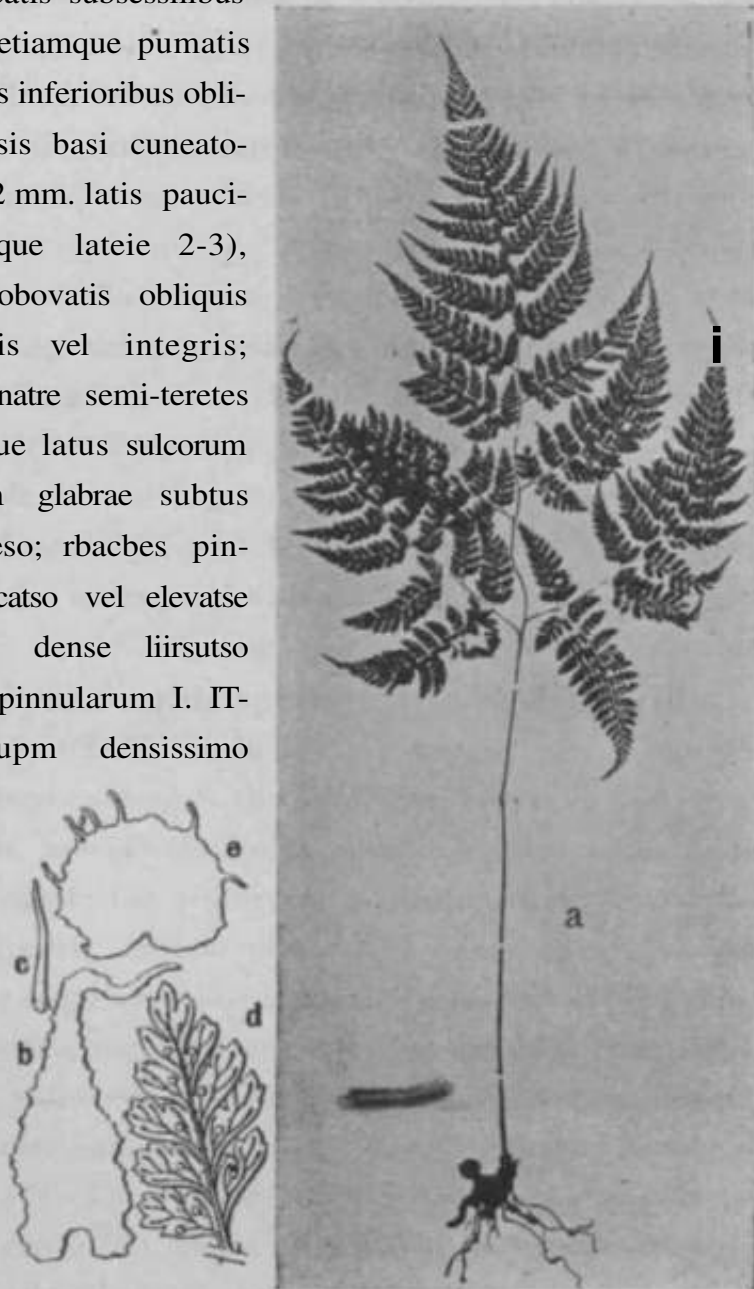 catis subsessinbus
etiamque pumatis
s inferioribus obli-
sis basi cuneato-
2 mm. latis pauci-
que lateie 2-3),
obovatis obliquis
is vel integris;
natre semi-teretes
ue latus sulcorum
n glabrae subtus
eso; rbacbes pin-
catso vel elevatse
dense liirsutso
pinnularum I. IT-
upm densissimo
i
e
a
c
d
b